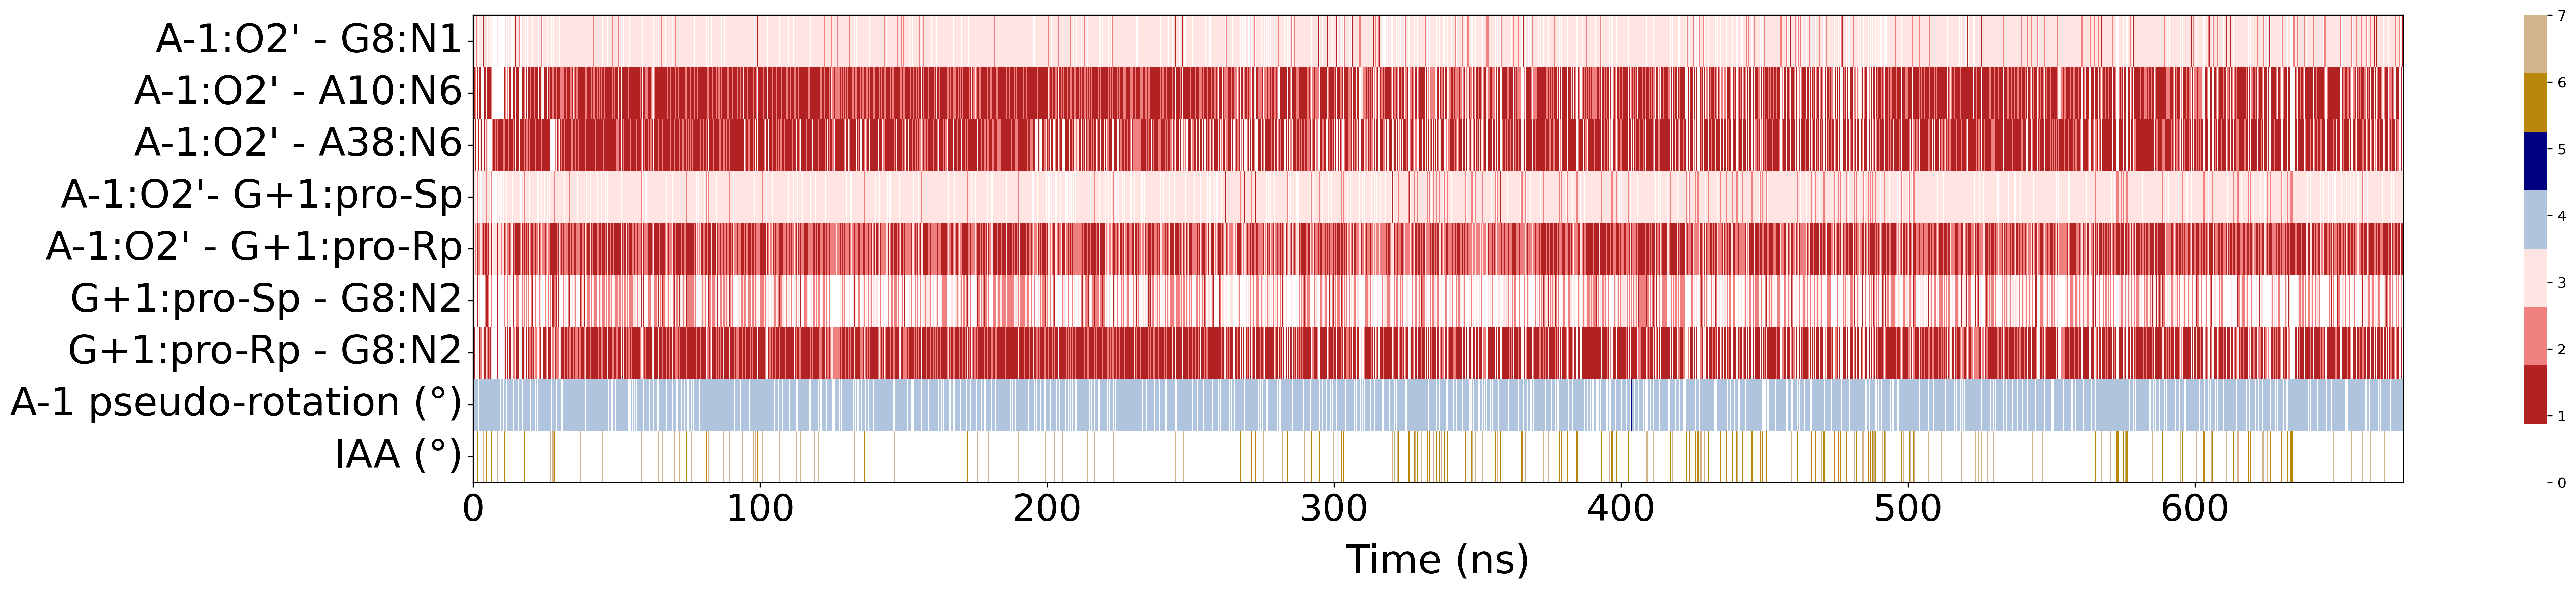 A-1:O2' - G8:N1
A-1:O2' - A10:N6
A-1:O2' - A38:N6
A-1:O2'- G+1:pro-Sp
A-1:O2' - G+1:pro-Rp
G+1:pro-Sp - G8:N2
G+1:pro-Rp - G8:N2
A-1 pseudo-rotation (°)
IAA (°)
0 100 200 300 400 500 600
Time (ns)
7
6
5
4
3
2
1
0